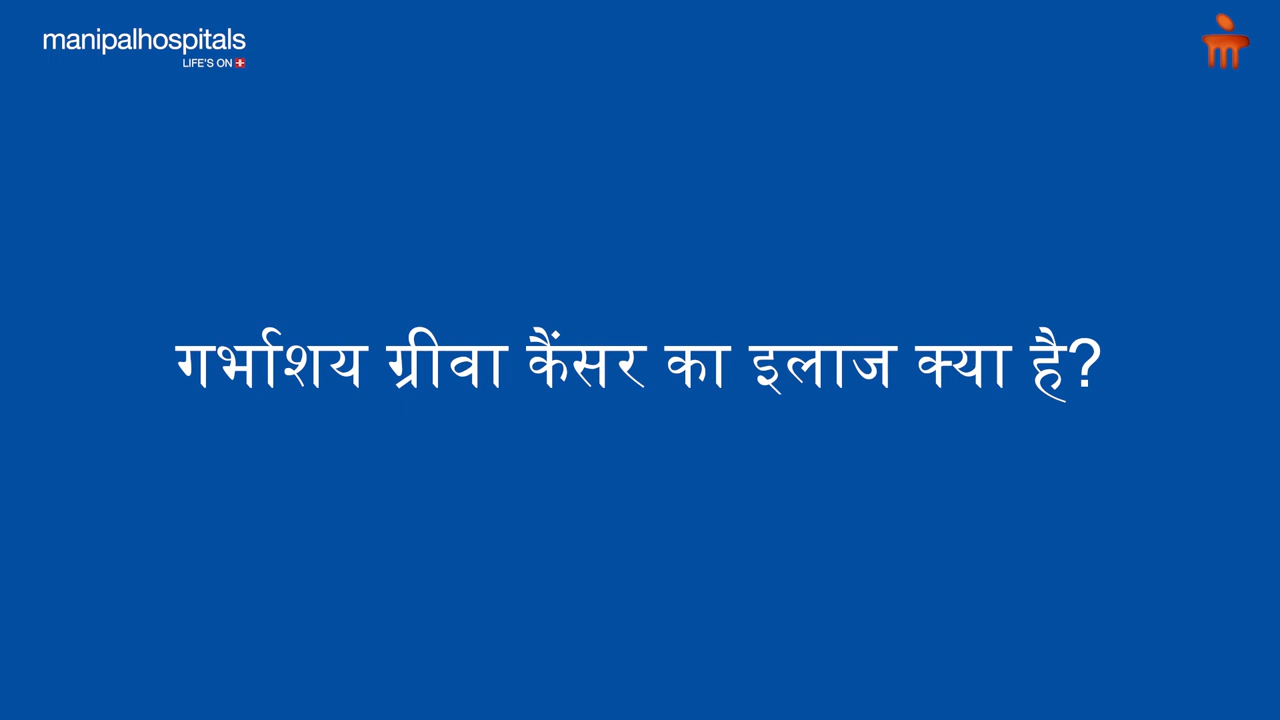 manipalhospitals
LIFE'S ON
गर्भाशय ग्रीवा कैंसर का इलाज क्या है?